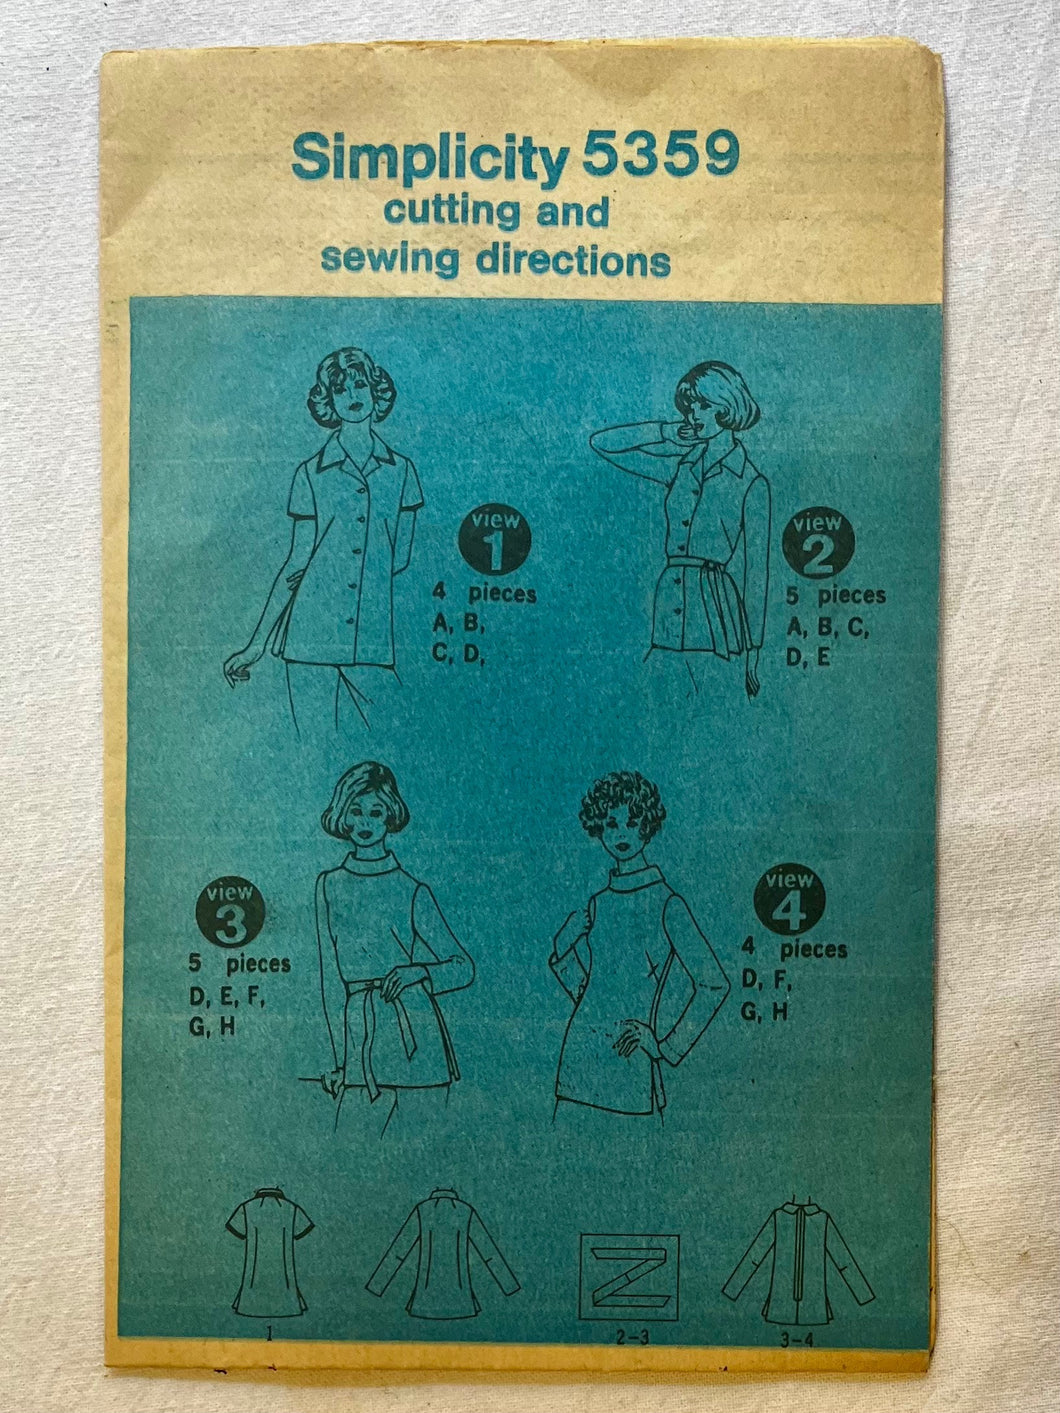 Simplicity 5359
cutting and
sewing directions
view
1
4 pieces
A, B,
C, D,
view
2
5 pieces
A, B, C,
D, E
view
3
5 pieces
D, E, F,
G, H
view
4
4 pieces
D, F,
G, H
1
2-3
3-4